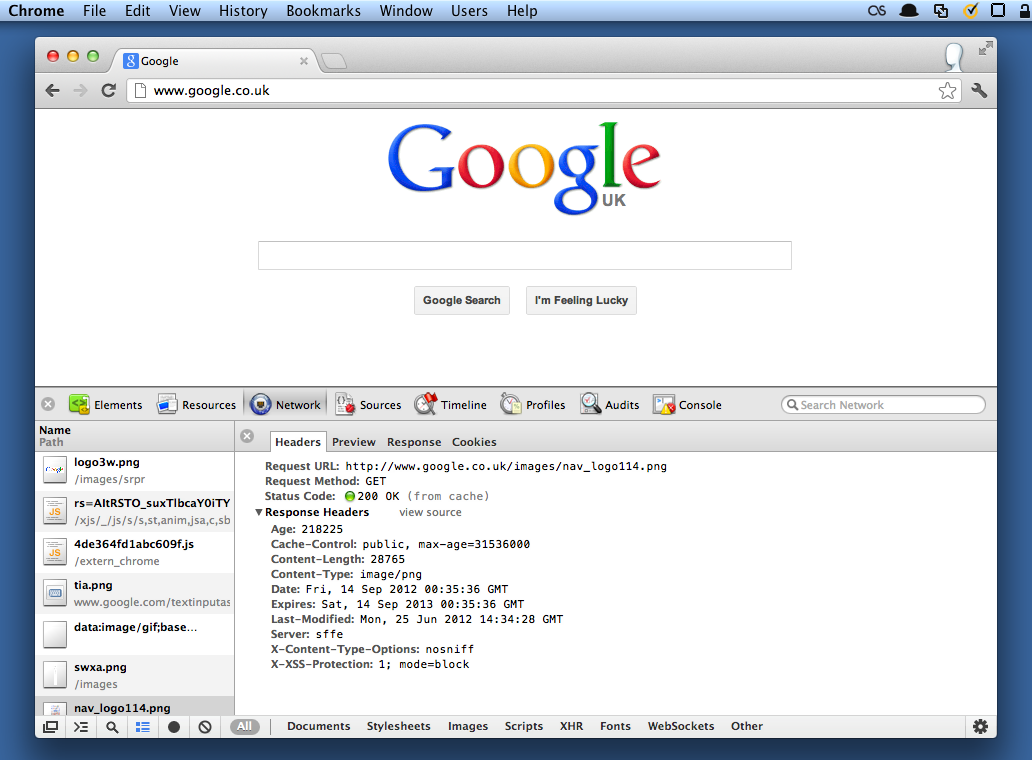 Chrome File Edit View History Bookmarks Window Users Help
Google
www.google.co.uk
Google
UK
Google Search I'm Feeling Lucky
Elements Resources Network Sources Timeline Profiles Audits Console Search Network
Name
Path
logo3w.png
/images/srpr
rs=AItRSTO_suxTlbcaY0iTY
/xjs/_/js/s/s,st,anim,jsa,c,sb
4de364fd1abc609f.js
/extern_chrome
tia.png
www.google.com/textinputas
data:image/gif;base...
swxa.png
/images
nav_logo114.png
Headers Preview Response Cookies
Request URL: http://www.google.co.uk/images/nav_logo114.png
Request Method: GET
Status Code: 200 OK (from cache)
Response Headers view source
Age: 218225
Cache-Control: public, max-age=31536000
Content-Length: 28765
Content-Type: image/png
Date: Fri, 14 Sep 2012 00:35:36 GMT
Expires: Sat, 14 Sep 2013 00:35:36 GMT
Last-Modified: Mon, 25 Jun 2012 14:34:28 GMT
Server: sffe
X-Content-Type-Options: nosniff
X-XSS-Protection: 1; mode=block
All Documents Stylesheets Images Scripts XHR Fonts WebSockets Other